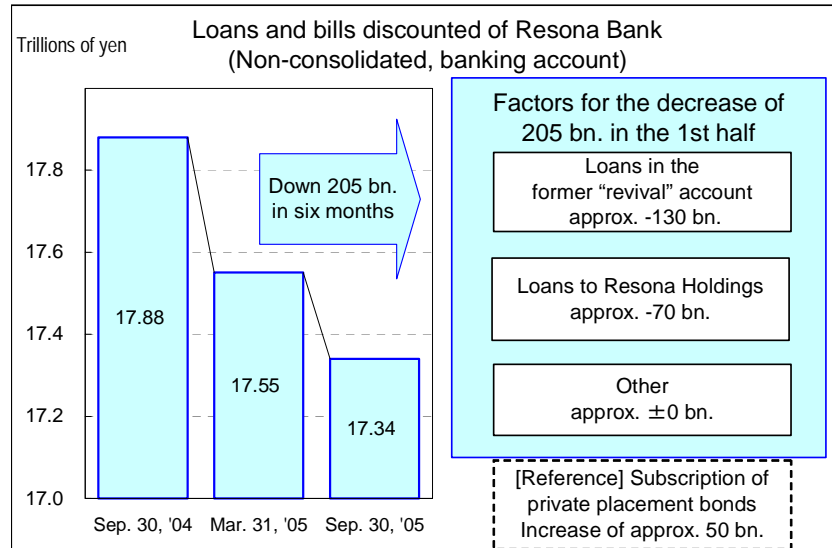 Loans and bills discounted of Resona Bank
(Non-consolidated, banking account)
Trillions of yen
17.8
17.6
17.4
17.2
17.0
17.88
17.55
17.34
Sep. 30, '04
Mar. 31, '05
Sep. 30, '05
Down 205 bn.
in six months
Factors for the decrease of
205 bn. in the 1st half
Loans in the
former “revival” account
approx. -130 bn.
Loans to Resona Holdings
approx. -70 bn.
Other
approx. ±0 bn.
[Reference] Subscription of
private placement bonds
Increase of approx. 50 bn.